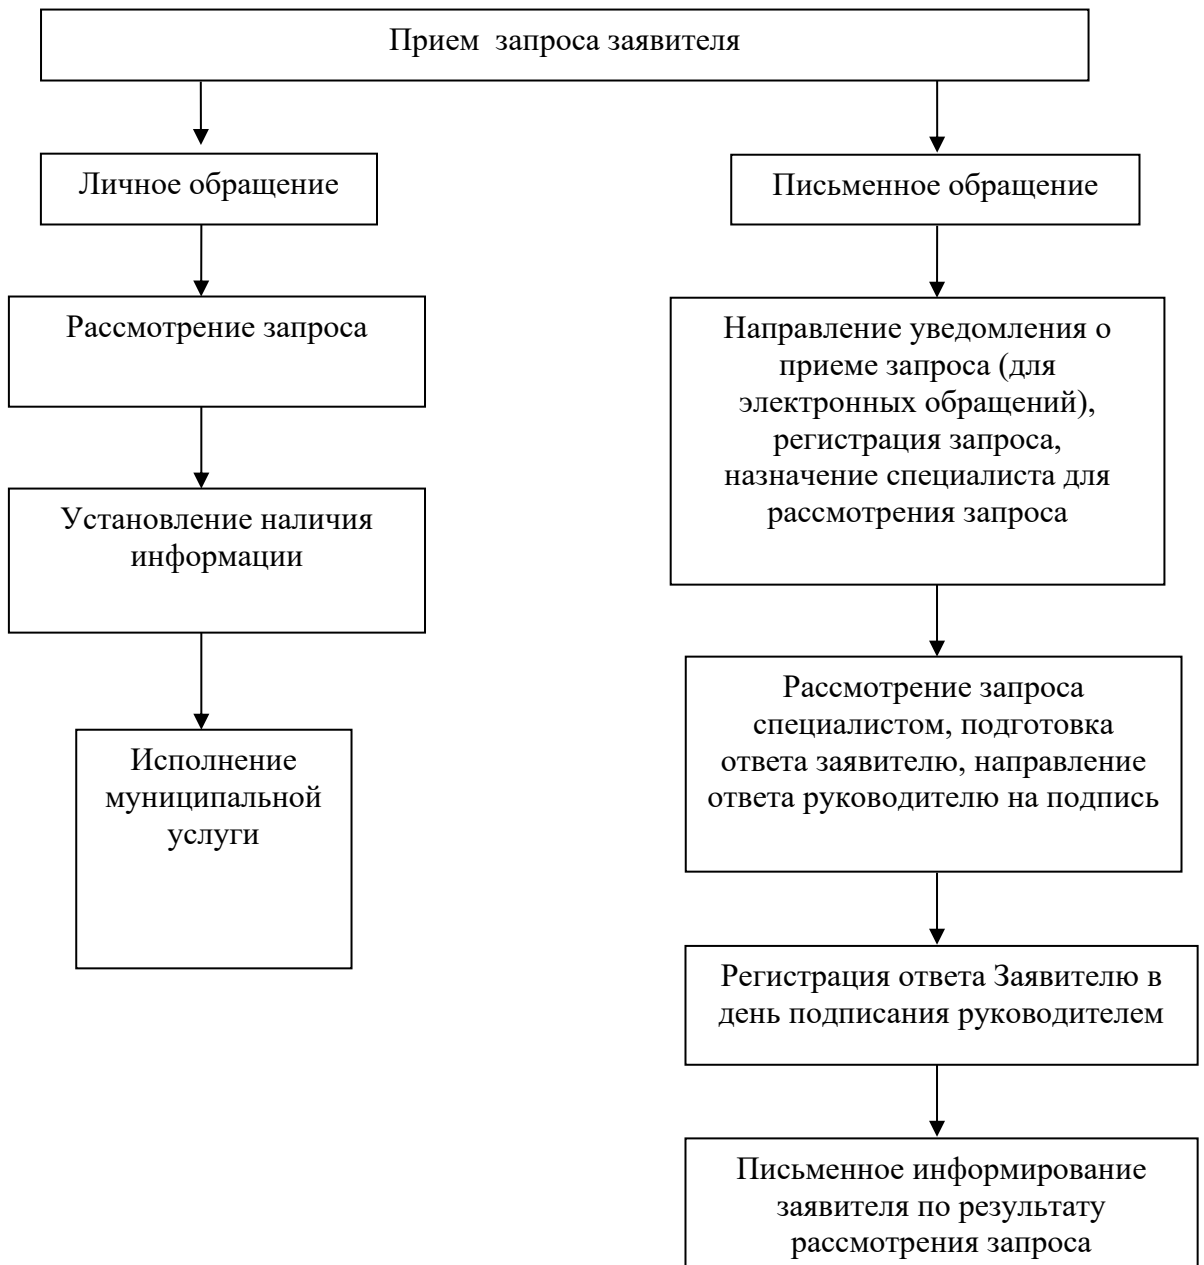 Прием  запроса заявителя
Личное обращение
Письменное обращение
Рассмотрение запроса
Направление уведомления о
приеме запроса (для
электронных обращений),
регистрация запроса,
назначение специалиста для
рассмотрения запроса
Установление наличия
информации
Рассмотрение запроса
специалистом, подготовка
ответа заявителю, направление
ответа руководителю на подпись
Исполнение
муниципальной
услуги
Регистрация ответа Заявителю в
день подписания руководителем
Письменное информирование
заявителя по результату
рассмотрения запроса